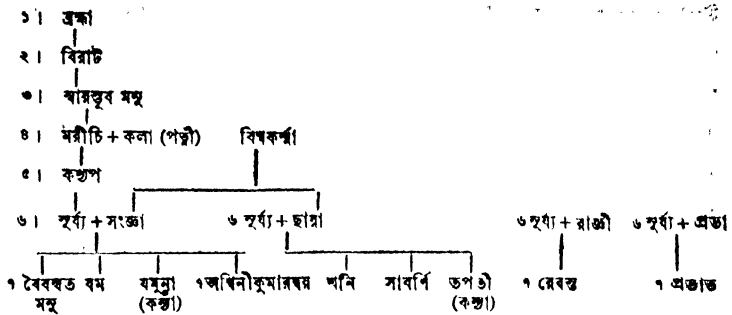 ১। ব্রহ্মা
২। বিরাট
৩। স্বায়ম্ভূব মনু
৪। মরীচি + কলা (পত্নী) বিশ্বকর্ম্মা
৫। কশ্যপ
৬। সূর্য্য + সংজ্ঞা ৬ সূর্য্য + ছায়া ৬ সূর্য্য + রাজ্ঞী ৬ সূর্য্য + প্রভা
৭ বৈবস্বত যম যমুনা ৭ অশ্বিনীকুমারদ্বয় শনি সাবর্ণি তপতী ৭ রেবন্ত ৭ প্রভাত
মনু (কন্যা) (কন্যা)